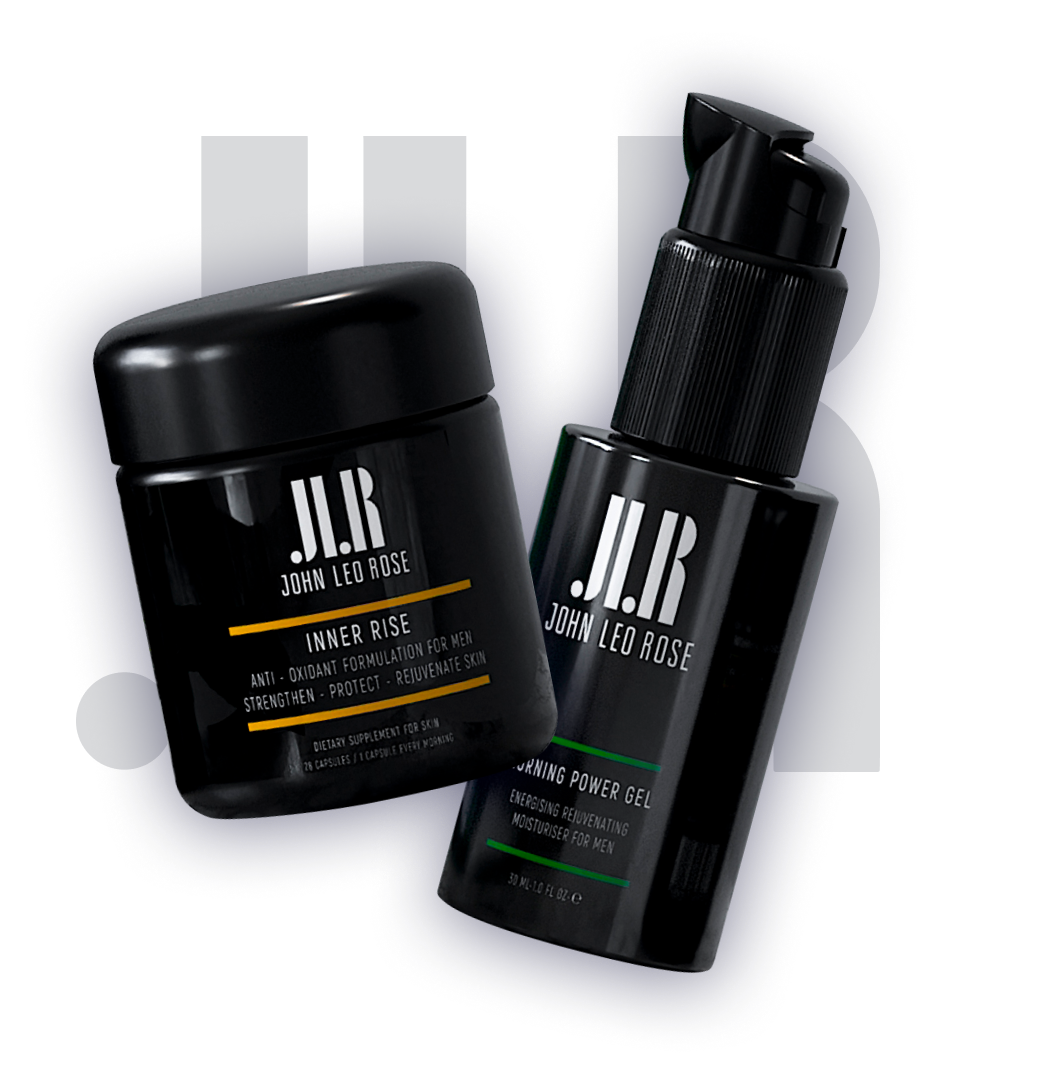 J.L.R
JOHN LEO ROSE
INNER RISE
ANTI - OXIDANT FORMULATION FOR MEN
STRENGTHEN - PROTECT - REJUVENATE SKIN
DIETARY SUPPLEMENT FOR SKIN
28 CAPSULES / 1 CAPSULE EVERY MORNING
J.L.R
JOHN LEO ROSE
ORNING POWER GEL
ENERGISING REJUVENATING
MOISTURISER FOR MEN
30 ML-1.0 FL OZ-℮